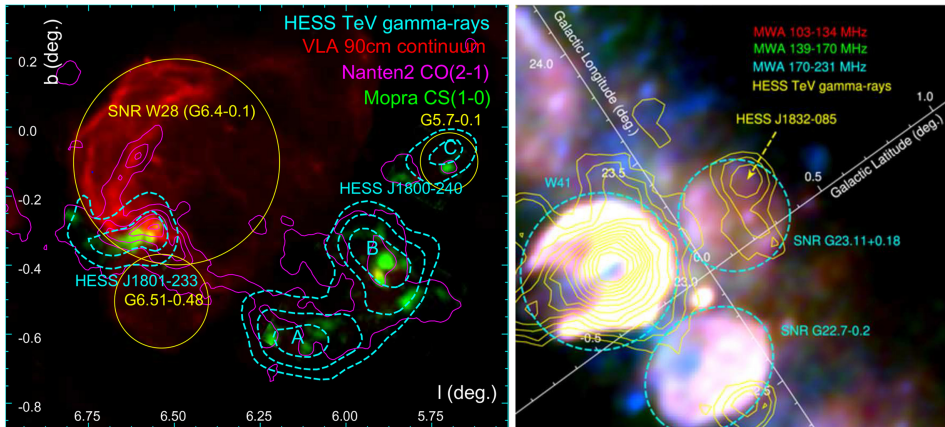 HESS TeV gamma-rays
VLA 90cm continuum
Nanten2 CO(2-1)
Mopra CS(1-0)
G5.7-0.1
b (deg.)
0.2
0.0
-0.2
-0.4
-0.6
-0.8
SNR W28 (G6.4-0.1)
C
HESS J1800-240
B
HESS J1801-233
G6.51-0.48
A
l (deg.)
6.75
6.50
6.25
6.00
5.75
MWA 103-134 MHz
MWA 139-170 MHz
MWA 170-231 MHz
HESS TeV gamma-rays
Galactic Longitude (deg.)
24.0
1.0
HESS J1832-085
Galactic Latitude (deg.)
W41
23.5
0.5
SNR G23.11+0.18
0.0
23.0
SNR G22.7-0.2
-0.5
22.5